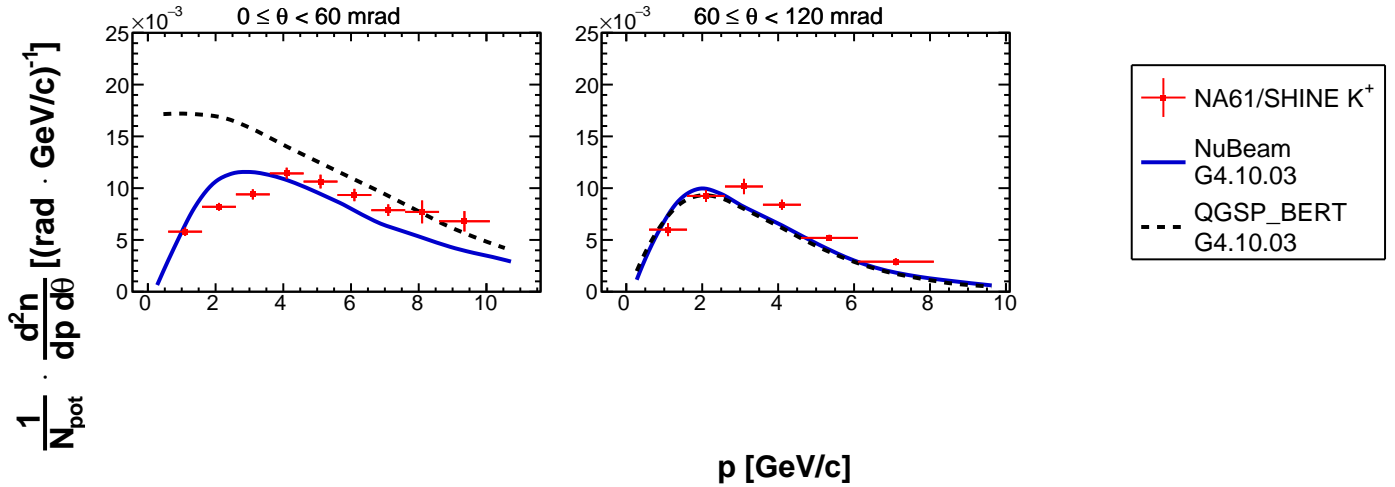 ×10⁻³ 0 ≤ θ < 60 mrad
25
20
15
10
5
0
0 2 4 6 8 10
×10⁻³ 60 ≤ θ < 120 mrad
25
20
15
10
5
0
0 2 4 6 8 10
1/N_pot · d²n/dp dθ [(rad · GeV/c)⁻¹]
p [GeV/c]
NA61/SHINE K⁺
NuBeam
G4.10.03
QGSP_BERT
G4.10.03